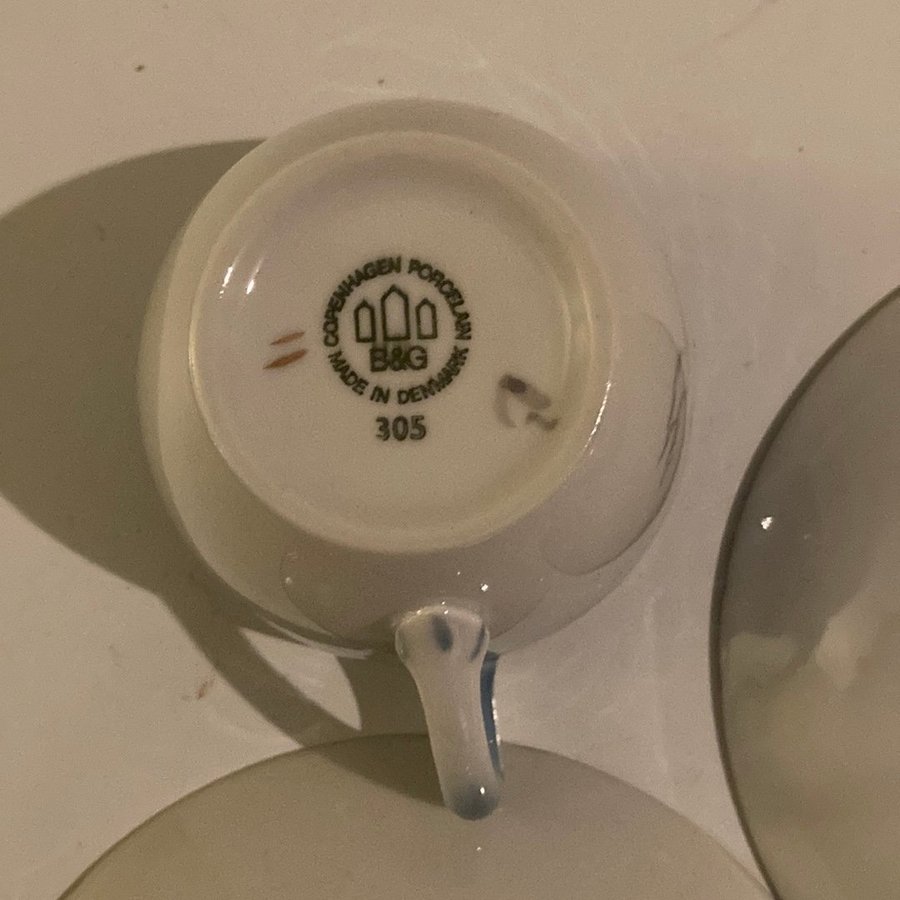 COPENHAGEN PORCELAIN
B&G
MADE IN DENMARK
305